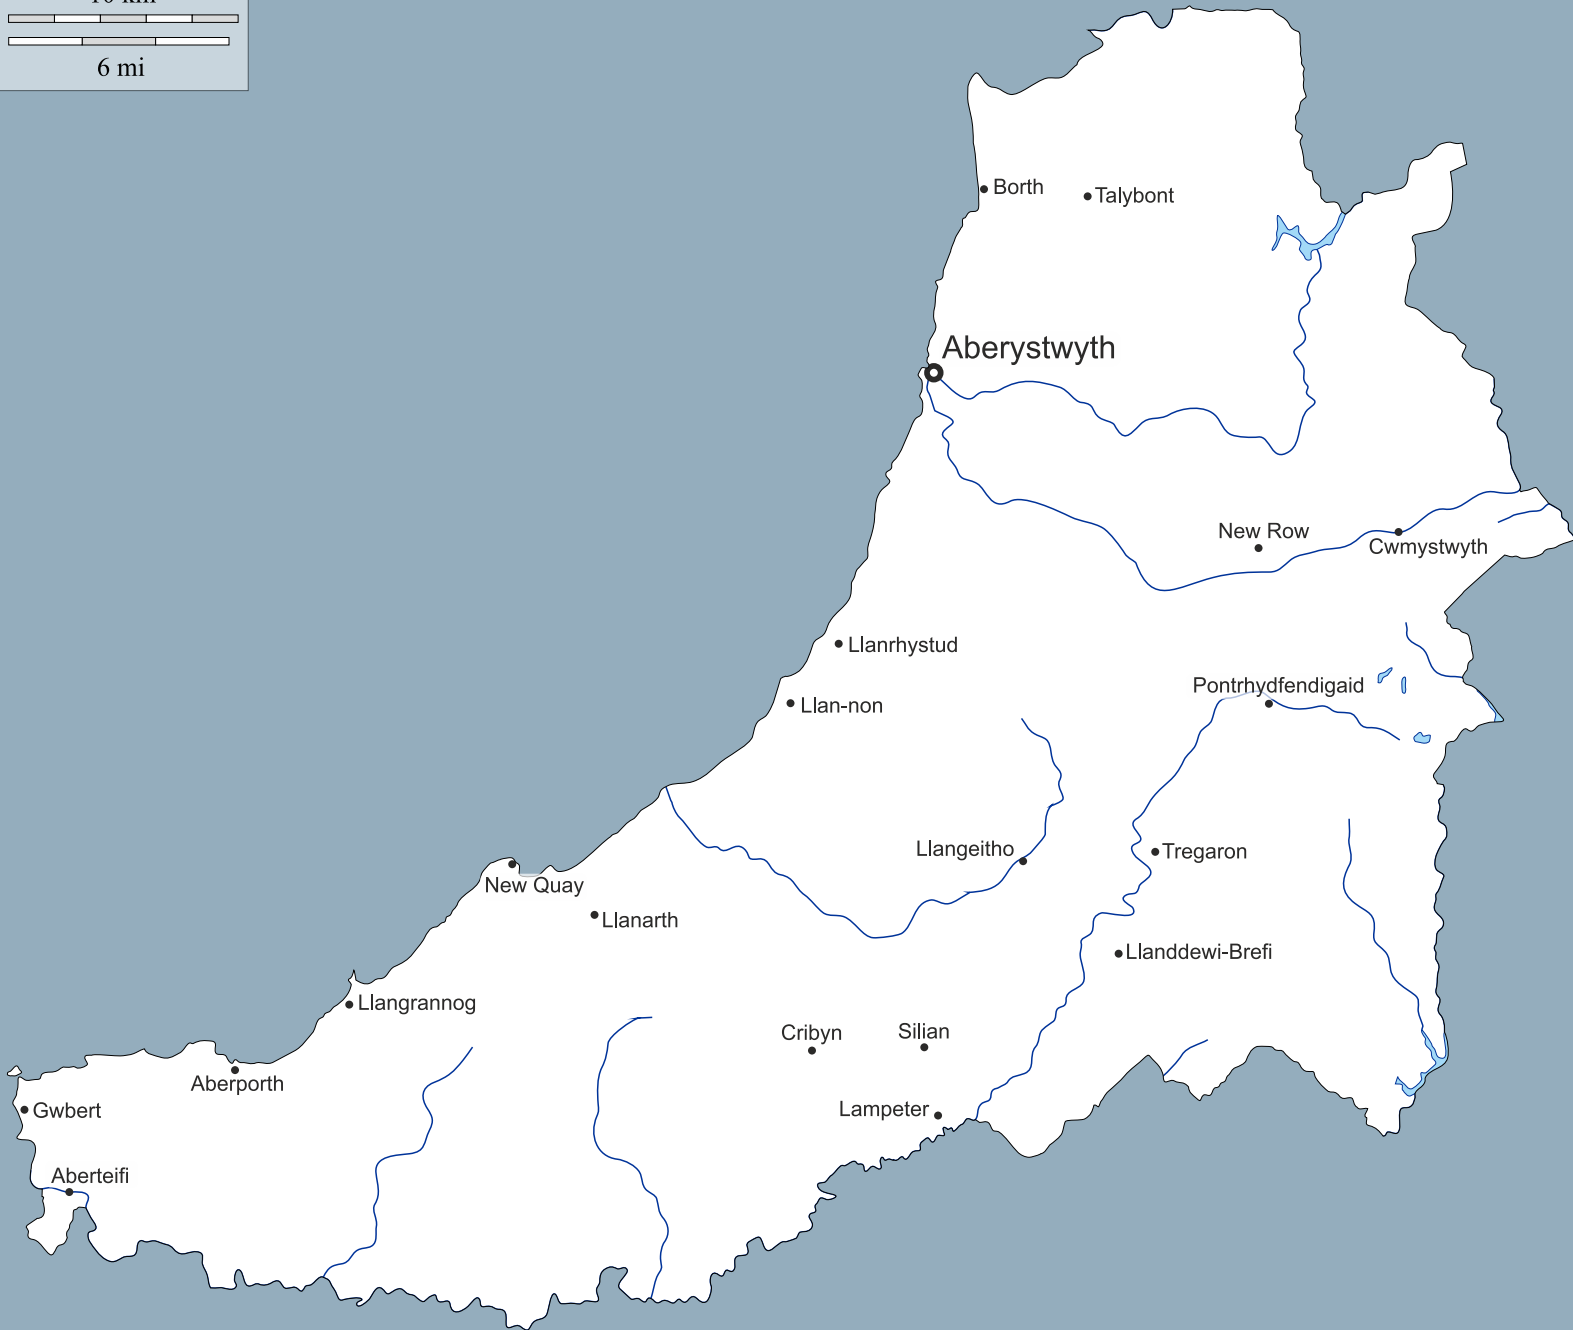 6 mi
Borth
Talybont
Aberystwyth
New Row
Cwmystwyth
Llanrhystud
Pontrhydfendigaid
Llan-non
Llangeitho
Tregaron
New Quay
Llanarth
Llanddewi-Brefi
Llangrannog
Cribyn
Silian
Aberporth
Gwbert
Lampeter
Aberteifi